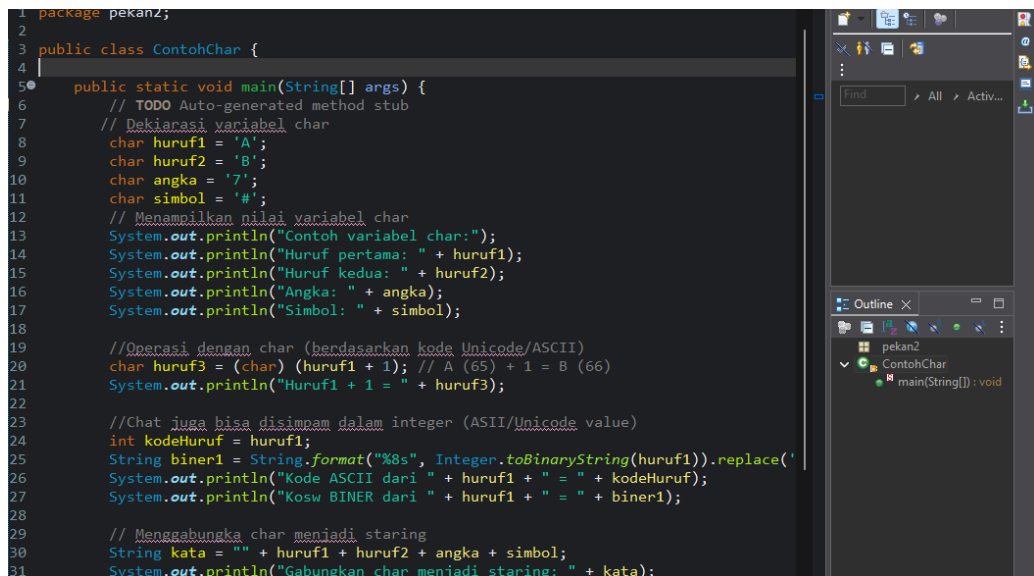 1 package pekan2;
2
3 public class ContohChar {
4
5 public static void main(String[] args) {
6 // TODO Auto-generated method stub
7 // Dekiarasi variabel char
8 char huruf1 = 'A';
9 char huruf2 = 'B';
10 char angka = '7';
11 char simbol = '#';
12 // Menampilkan nilai variabel char
13 System.out.println("Contoh variabel char:");
14 System.out.println("Huruf pertama: " + huruf1);
15 System.out.println("Huruf kedua: " + huruf2);
16 System.out.println("Angka: " + angka);
17 System.out.println("Simbol: " + simbol);
18
19 //Operasi dengan char (berdasarkan kode Unicode/ASCII)
20 char huruf3 = (char) (huruf1 + 1); // A (65) + 1 = B (66)
21 System.out.println("Huruf1 + 1 = " + huruf3);
22
23 //Chat juga bisa disimpam dalam integer (ASII/Unicode value)
24 int kodeHuruf = huruf1;
25 String biner1 = String.format("%8s", Integer.toBinaryString(huruf1)).replace('
26 System.out.println("Kode ASCII dari " + huruf1 + " = " + kodeHuruf);
27 System.out.println("Kosw BINER dari " + huruf1 + " = " + biner1);
28
29 // Menggabungka char menjadi staring
30 String kata = "" + huruf1 + huruf2 + angka + simbol;
31 System.out.println("Gabungkan char menjadi staring: " + kata);
Find All Activ...
Outline
pekan2
ContohChar
main(String[]) : void